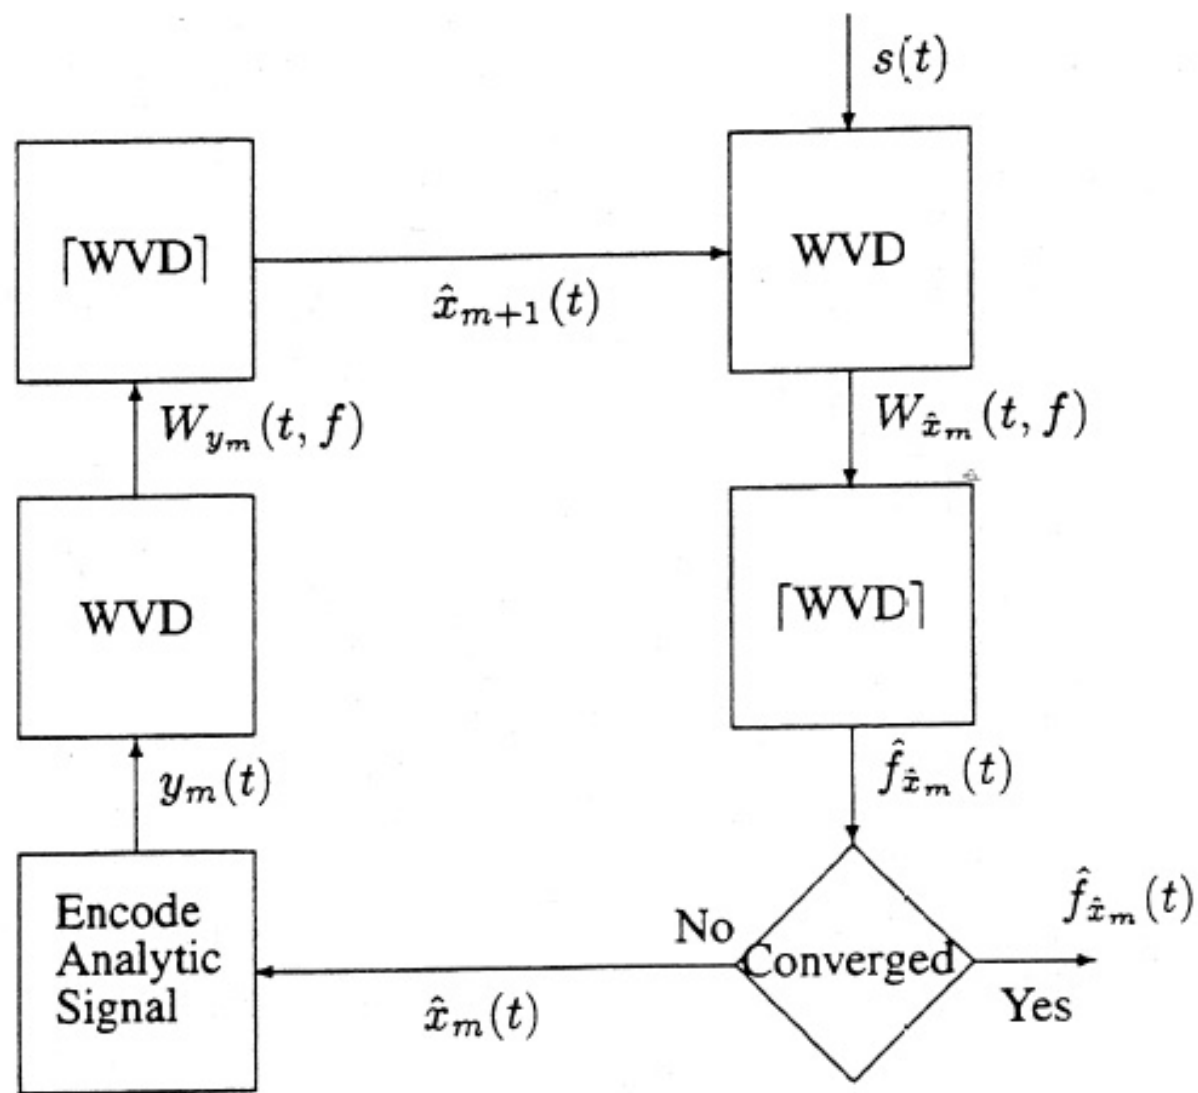 s(t)
⌈WVD⌉
WVD
x̂ₘ₊₁(t)
W_{y_m}(t, f)
W_{x̂_m}(t, f)
WVD
⌈WVD⌉
y_m(t)
f̂_{x̂_m}(t)
Encode
Analytic
Signal
No
Converged
f̂_{x̂_m}(t)
Yes
x̂_m(t)